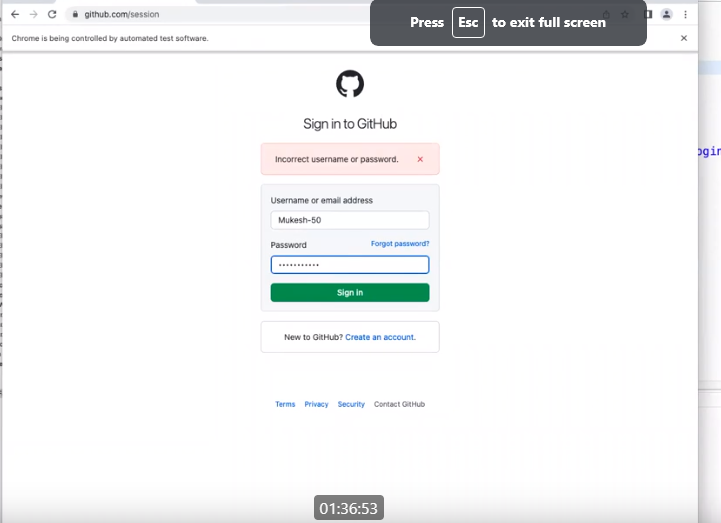 github.com/session
Press Esc to exit full screen
Chrome is being controlled by automated test software.
Sign in to GitHub
Incorrect username or password.
Username or email address
Mukesh-50
Password Forgot password?
Sign in
New to GitHub? Create an account.
Terms Privacy Security Contact GitHub
01:36:53